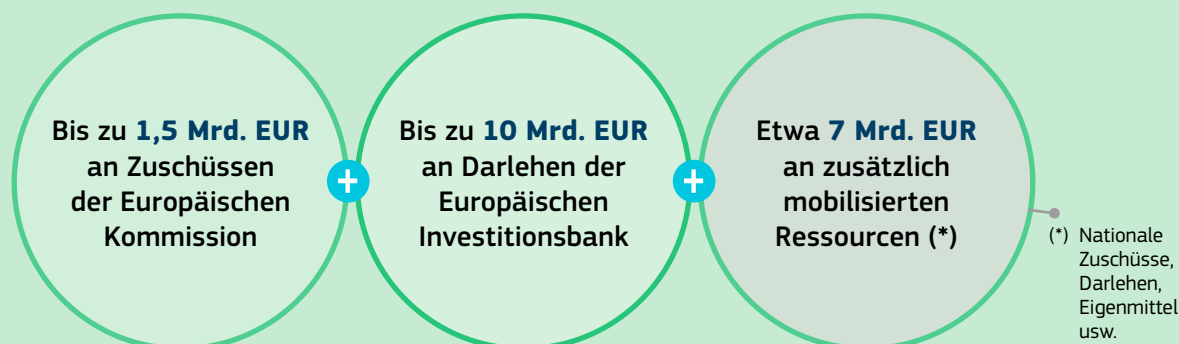 Bis zu 1,5 Mrd. EUR
an Zuschüssen
der Europäischen
Kommission
+
Bis zu 10 Mrd. EUR
an Darlehen der
Europäischen
Investitionsbank
+
Etwa 7 Mrd. EUR
an zusätzlich
mobilisierten
Ressourcen (*)
(*) Nationale
Zuschüsse,
Darlehen,
Eigenmittel
usw.